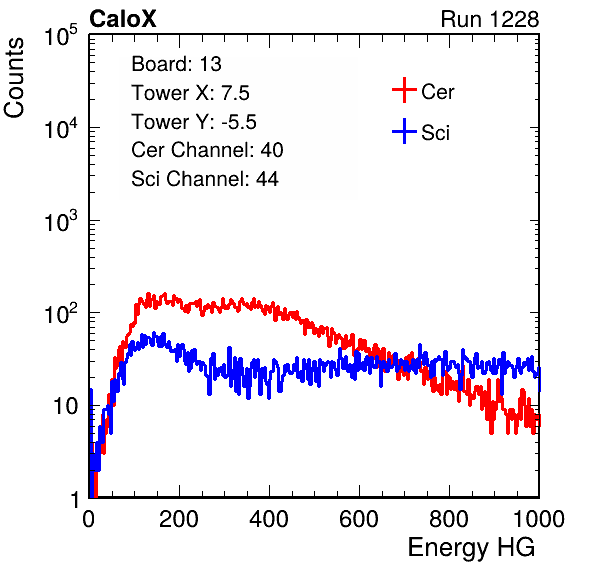 CaloX Run 1228
Counts
Board: 13
Tower X: 7.5
Tower Y: -5.5
Cer Channel: 40
Sci Channel: 44
Cer
Sci
10^5
10^4
10^3
10^2
10
1
0 200 400 600 800 1000
Energy HG